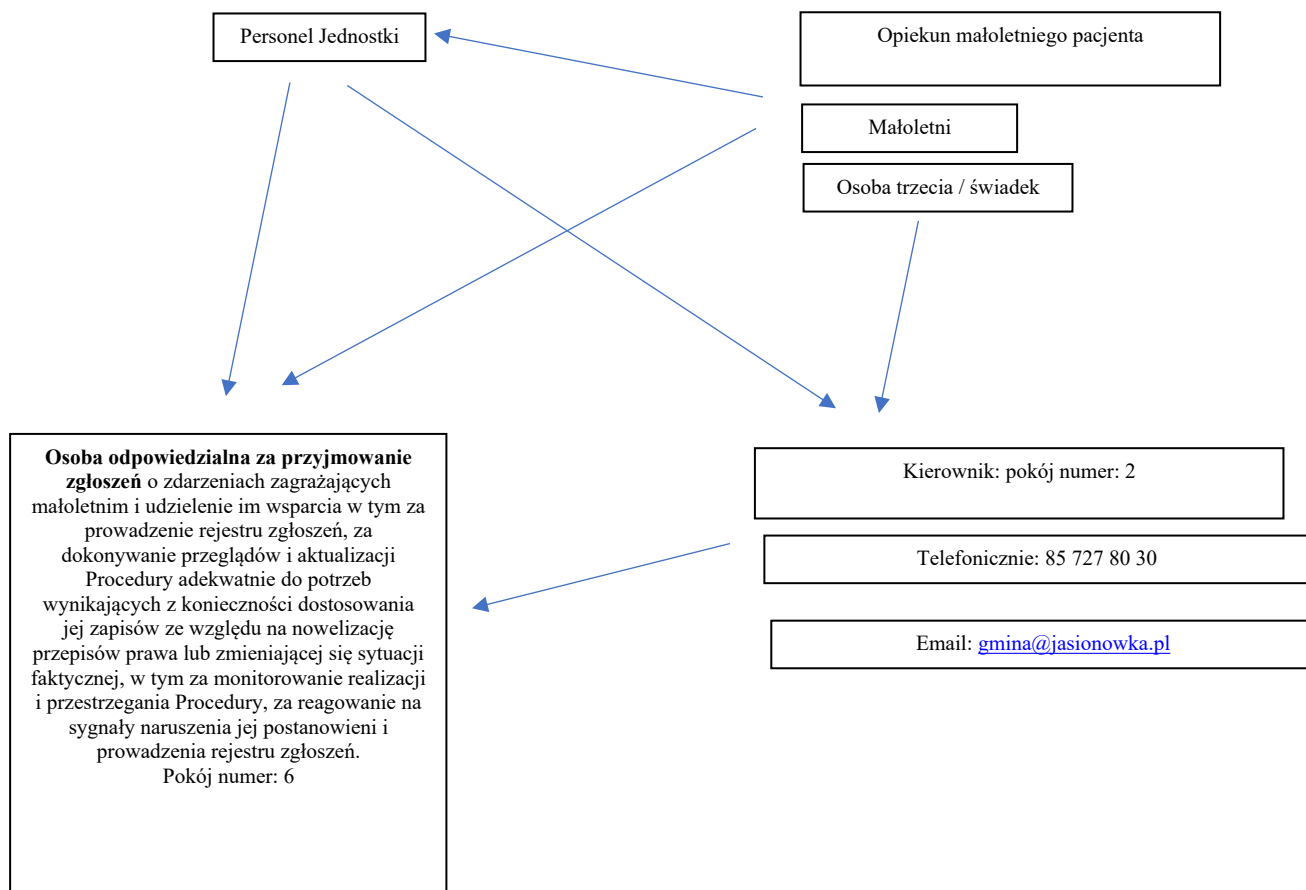 Personel Jednostki
Opiekun małoletniego pacjenta
Małoletni
Osoba trzecia / świadek
Osoba odpowiedzialna za przyjmowanie
zgłoszeń o zdarzeniach zagrażających
małoletnim i udzielenie im wsparcia w tym za
prowadzenie rejestru zgłoszeń, za
dokonywanie przeglądów i aktualizacji
Procedury adekwatnie do potrzeb
wynikających z konieczności dostosowania
jej zapisów ze względu na nowelizację
przepisów prawa lub zmieniającej się sytuacji
faktycznej, w tym za monitorowanie realizacji
i przestrzegania Procedury, za reagowanie na
sygnały naruszenia jej postanowieni i
prowadzenia rejestru zgłoszeń.
Pokój numer: 6
Kierownik: pokój numer: 2
Telefonicznie: 85 727 80 30
Email: gmina@jasionowka.pl